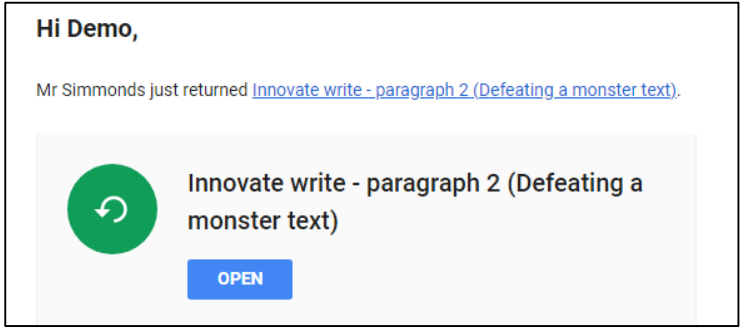 Hi Demo,
Mr Simmonds just returned Innovate write - paragraph 2 (Defeating a monster text).
Innovate write - paragraph 2 (Defeating a
monster text)
OPEN